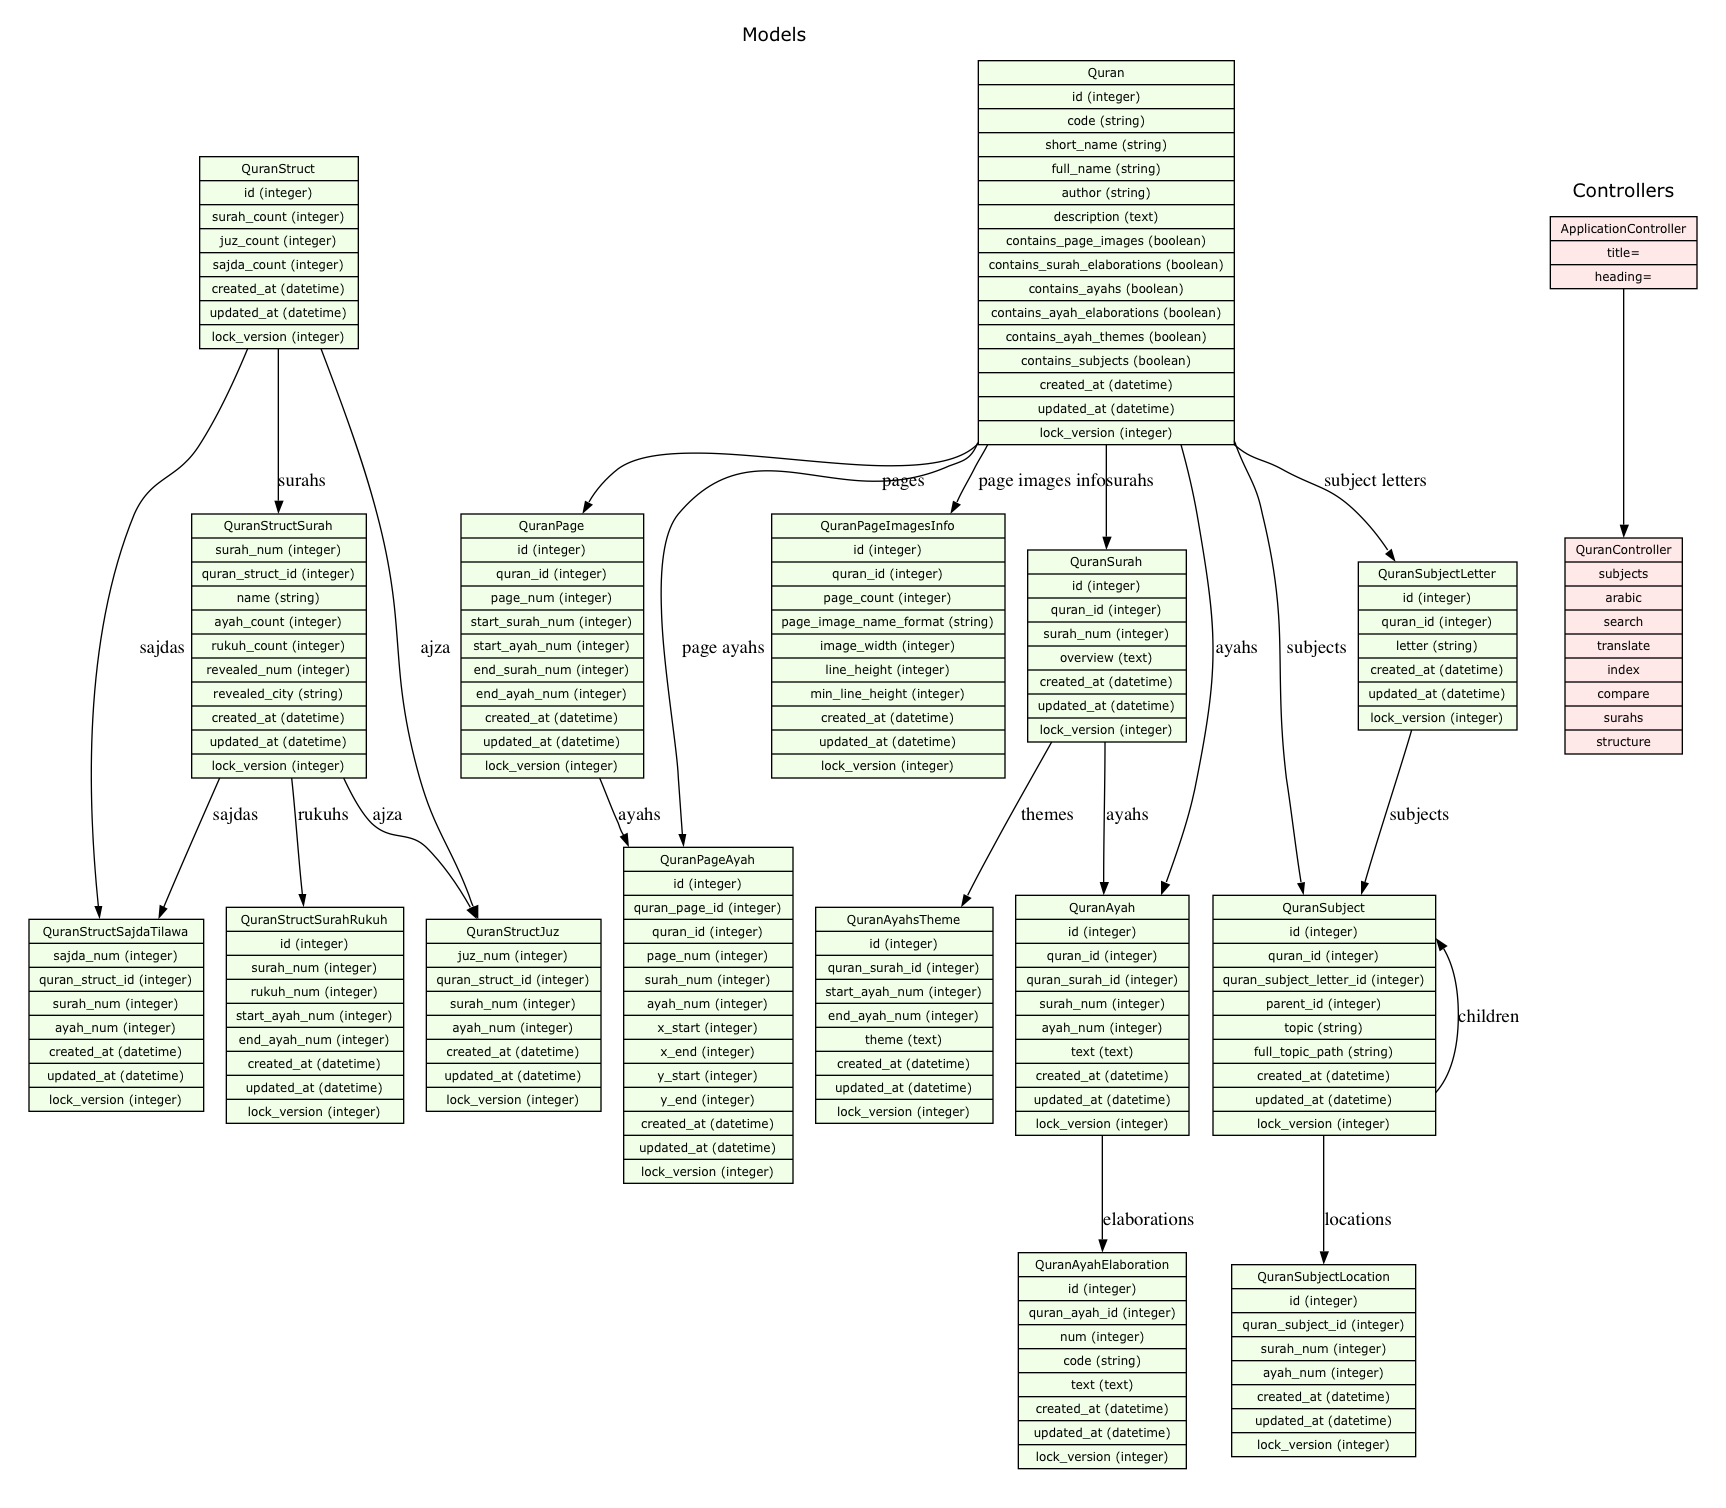 Models
Quran
id (integer)
code (string)
short_name (string)
full_name (string)
author (string)
description (text)
contains_page_images (boolean)
contains_surah_elaborations (boolean)
contains_ayahs (boolean)
contains_ayah_elaborations (boolean)
contains_ayah_themes (boolean)
contains_subjects (boolean)
created_at (datetime)
updated_at (datetime)
lock_version (integer)
QuranStruct
id (integer)
surah_count (integer)
juz_count (integer)
sajda_count (integer)
created_at (datetime)
updated_at (datetime)
lock_version (integer)
Controllers
ApplicationController
title=
heading=
surahs
pages
page images info
surahs
subject letters
QuranStructSurah
surah_num (integer)
quran_struct_id (integer)
name (string)
ayah_count (integer)
rukuh_count (integer)
revealed_num (integer)
revealed_city (string)
created_at (datetime)
updated_at (datetime)
lock_version (integer)
QuranPage
id (integer)
quran_id (integer)
page_num (integer)
start_surah_num (integer)
start_ayah_num (integer)
end_surah_num (integer)
end_ayah_num (integer)
created_at (datetime)
updated_at (datetime)
lock_version (integer)
QuranPageImagesInfo
id (integer)
quran_id (integer)
page_count (integer)
page_image_name_format (string)
image_width (integer)
line_height (integer)
min_line_height (integer)
created_at (datetime)
updated_at (datetime)
lock_version (integer)
QuranSurah
id (integer)
quran_id (integer)
surah_num (integer)
overview (text)
created_at (datetime)
updated_at (datetime)
lock_version (integer)
QuranSubjectLetter
id (integer)
quran_id (integer)
letter (string)
created_at (datetime)
updated_at (datetime)
lock_version (integer)
QuranController
subjects
arabic
search
translate
index
compare
surahs
structure
sajdas
ajza
page ayahs
ayahs
subjects
sajdas
rukuhs
ajza
ayahs
themes
ayahs
subjects
QuranStructSajdaTilawa
sajda_num (integer)
quran_struct_id (integer)
surah_num (integer)
ayah_num (integer)
created_at (datetime)
updated_at (datetime)
lock_version (integer)
QuranStructSurahRukuh
id (integer)
surah_num (integer)
rukuh_num (integer)
start_ayah_num (integer)
end_ayah_num (integer)
created_at (datetime)
updated_at (datetime)
lock_version (integer)
QuranStructJuz
juz_num (integer)
quran_struct_id (integer)
surah_num (integer)
ayah_num (integer)
created_at (datetime)
updated_at (datetime)
lock_version (integer)
QuranPageAyah
id (integer)
quran_page_id (integer)
quran_id (integer)
page_num (integer)
surah_num (integer)
ayah_num (integer)
x_start (integer)
x_end (integer)
y_start (integer)
y_end (integer)
created_at (datetime)
updated_at (datetime)
lock_version (integer)
QuranAyahsTheme
id (integer)
quran_surah_id (integer)
start_ayah_num (integer)
end_ayah_num (integer)
theme (text)
created_at (datetime)
updated_at (datetime)
lock_version (integer)
QuranAyah
id (integer)
quran_id (integer)
quran_surah_id (integer)
surah_num (integer)
ayah_num (integer)
text (text)
created_at (datetime)
updated_at (datetime)
lock_version (integer)
QuranSubject
id (integer)
quran_id (integer)
quran_subject_letter_id (integer)
parent_id (integer)
topic (string)
full_topic_path (string)
created_at (datetime)
updated_at (datetime)
lock_version (integer)
children
elaborations
locations
QuranAyahElaboration
id (integer)
quran_ayah_id (integer)
num (integer)
code (string)
text (text)
created_at (datetime)
updated_at (datetime)
lock_version (integer)
QuranSubjectLocation
id (integer)
quran_subject_id (integer)
surah_num (integer)
ayah_num (integer)
created_at (datetime)
updated_at (datetime)
lock_version (integer)